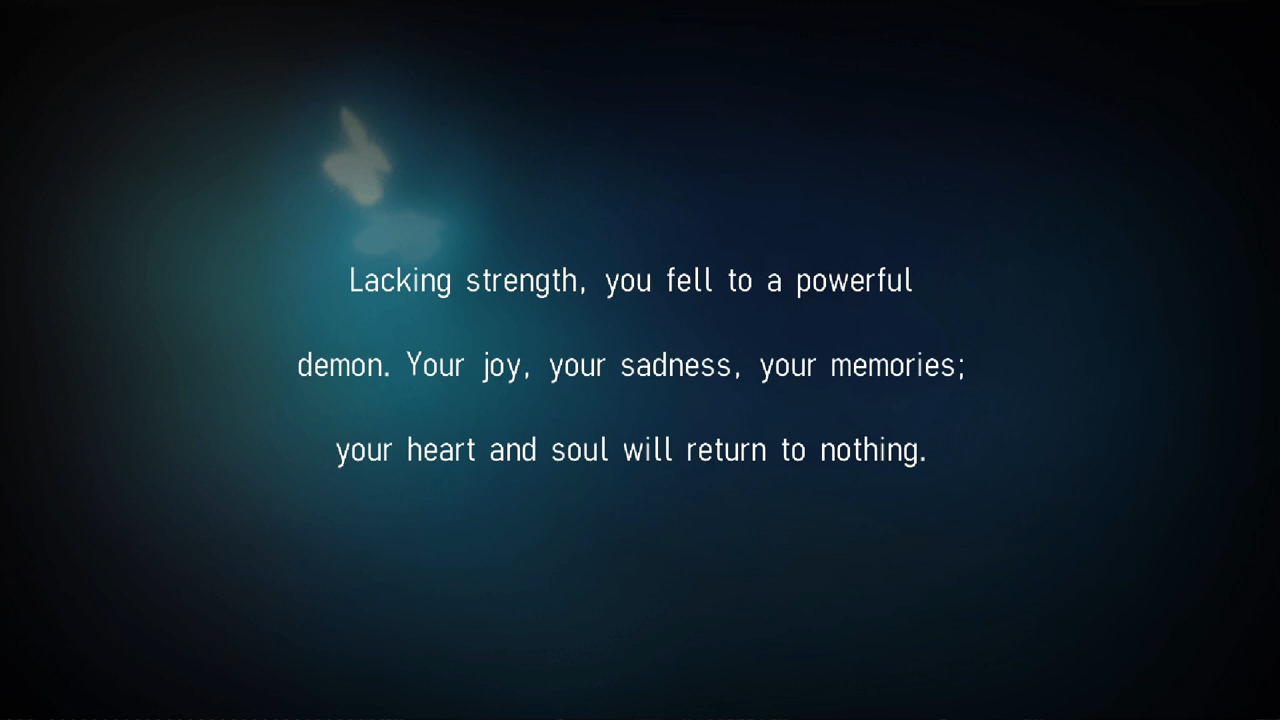 Lacking strength, you fell to a powerful
demon. Your joy, your sadness, your memories;
your heart and soul will return to nothing.